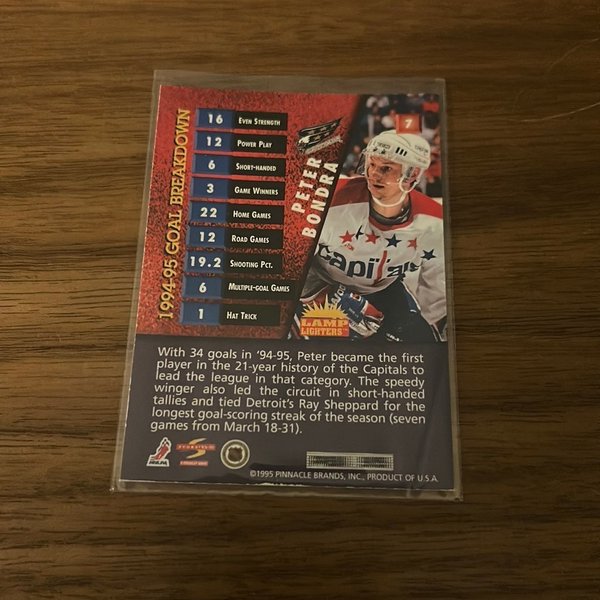 1994-95 GOAL BREAKDOWN
16 EVEN STRENGTH
12 POWER PLAY
6 SHORT-HANDED
3 GAME WINNERS
22 HOME GAMES
12 ROAD GAMES
19.2 SHOOTING PCT.
6 MULTIPLE-GOAL GAMES
1 HAT TRICK
PETER
BONDRA
7
capitals
LAMP
LIGHTERS
With 34 goals in '94-95, Peter became the first
player in the 21-year history of the Capitals to
lead the league in that category. The speedy
winger also led the circuit in short-handed
tallies and tied Detroit's Ray Sheppard for the
longest goal-scoring streak of the season (seven
games from March 18-31).
NHLPA
©1995 PINNACLE BRANDS, INC., PRODUCT OF U.S.A.